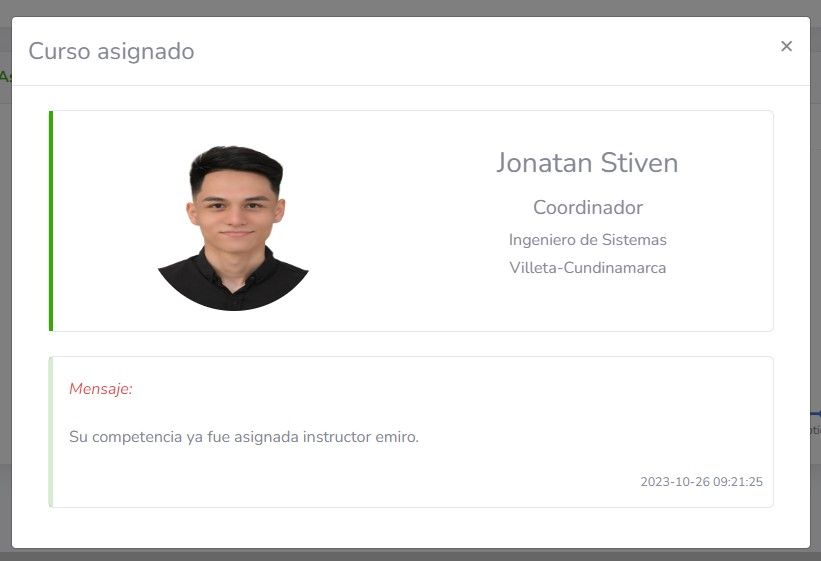 Curso asignado
×
Jonatan Stiven
Coordinador
Ingeniero de Sistemas
Villeta-Cundinamarca
Mensaje:
Su competencia ya fue asignada instructor emiro.
2023-10-26 09:21:25